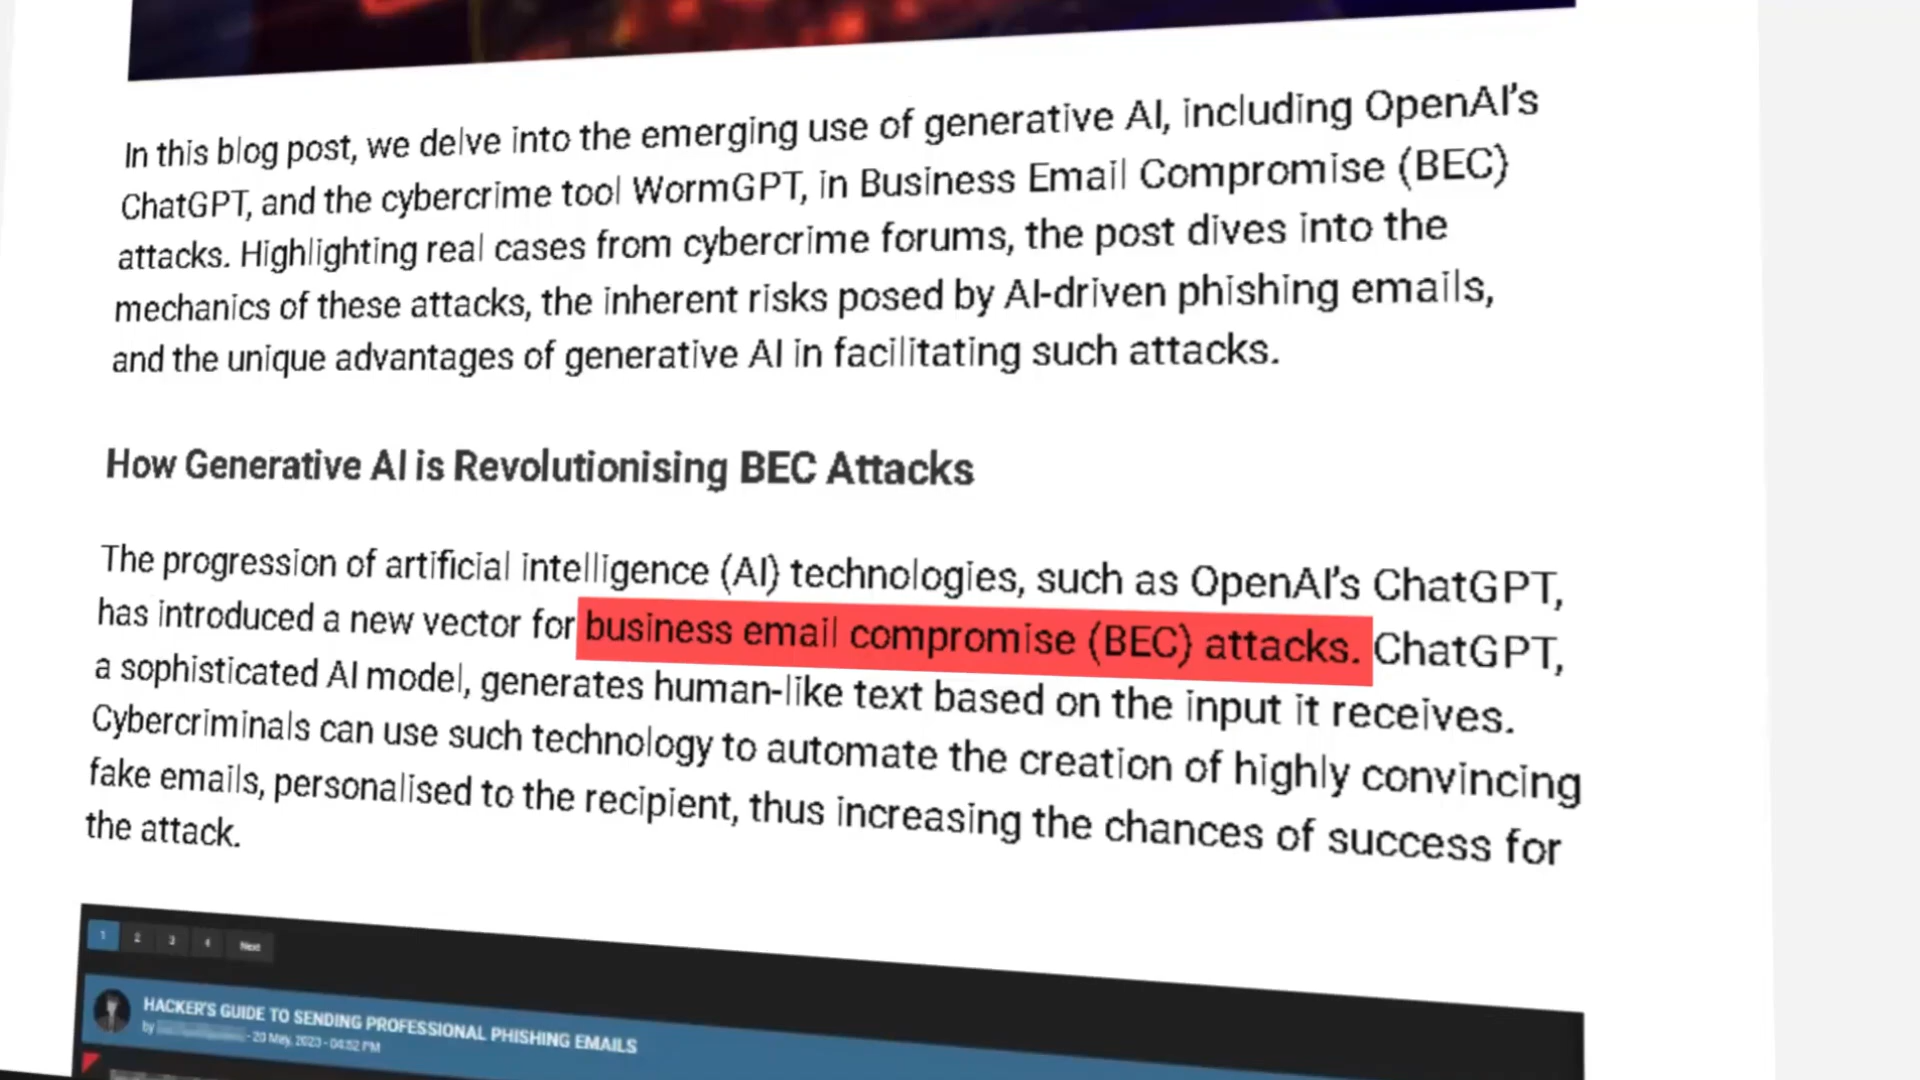 In this blog post, we delve into the emerging use of generative AI, including OpenAI's
ChatGPT, and the cybercrime tool WormGPT, in Business Email Compromise (BEC)
attacks. Highlighting real cases from cybercrime forums, the post dives into the
mechanics of these attacks, the inherent risks posed by AI-driven phishing emails,
and the unique advantages of generative AI in facilitating such attacks.
How Generative AI is Revolutionising BEC Attacks
The progression of artificial intelligence (AI) technologies, such as OpenAI's ChatGPT,
has introduced a new vector for business email compromise (BEC) attacks. ChatGPT,
a sophisticated AI model, generates human-like text based on the input it receives.
Cybercriminals can use such technology to automate the creation of highly convincing
fake emails, personalised to the recipient, thus increasing the chances of success for
the attack.
1 2 3 4 Next
HACKER'S GUIDE TO SENDING PROFESSIONAL PHISHING EMAILS
by - 20 May, 2023 - 04:52 PM